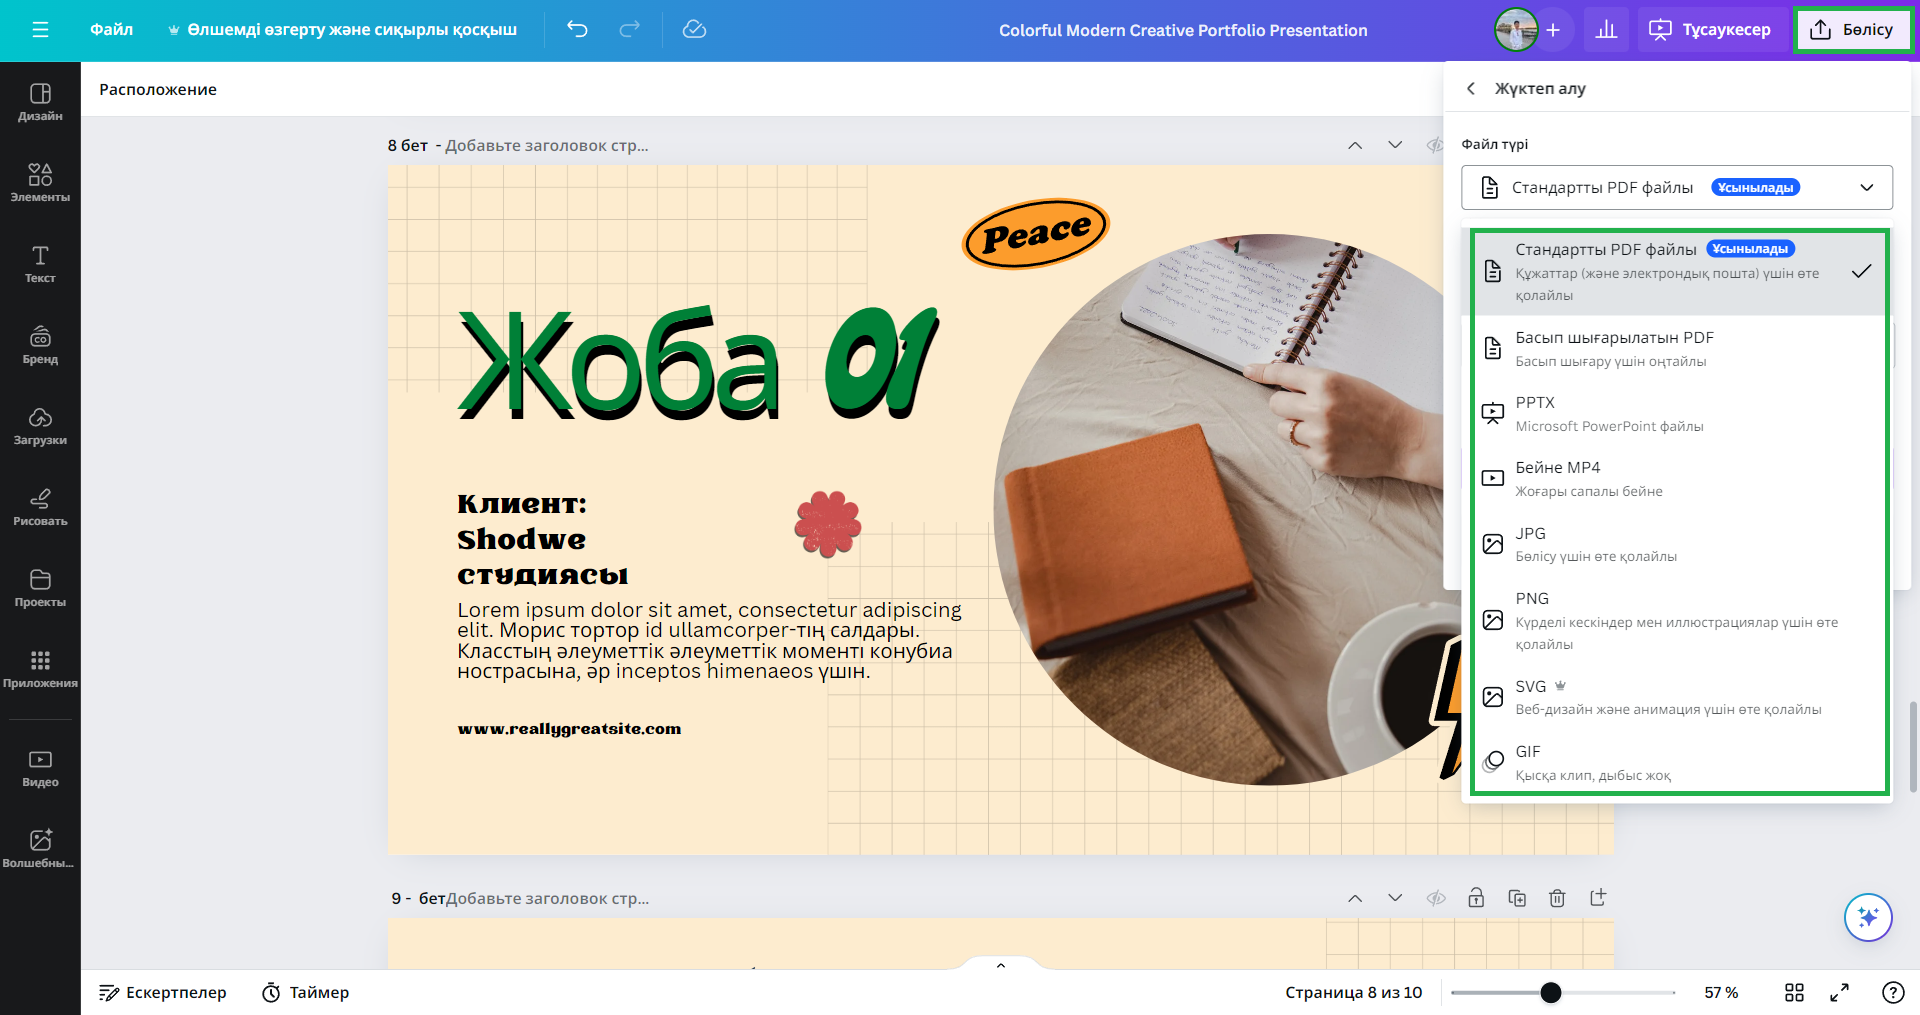 Файл
Өлшемді өзгерту және сиқырлы қосқыш
Colorful Modern Creative Portfolio Presentation
Тұсаукесер
Бөлісу
Дизайн
Элементы
Текст
Бренд
Загрузки
Рисовать
Проекты
Приложения
Видео
Волшебны...
Расположение
8 бет - Добавьте заголовок стр...
Peace
Жоба 01
Клиент:
Shodwe
студиясы
Lorem ipsum dolor sit amet, consectetur adipiscing
elit. Морис тортор id ullamcorper-тің салдары.
Класстың әлеуметтік әлеуметтік моменті конубиа
нострасына, әр inceptos himenaeos үшін.
www.reallygreatsite.com
Жүктеп алу
Файл түрі
Стандартты PDF файлы Ұсынылады
Стандартты PDF файлы Ұсынылады
Құжаттар (және электрондық пошта) үшін өте
қолайлы
Басып шығарылатын PDF
Басып шығару үшін оңтайлы
PPTX
Microsoft PowerPoint файлы
Бейне MP4
Жоғары сапалы бейне
JPG
Бөлісу үшін өте қолайлы
PNG
Күрделі кескіндер мен иллюстрациялар үшін өте
қолайлы
SVG
Веб-дизайн және анимация үшін өте қолайлы
GIF
Қысқа клип, дыбыс жоқ
9 - бетДобавьте заголовок стр...
Ескертпелер
Таймер
Страница 8 из 10
57 %